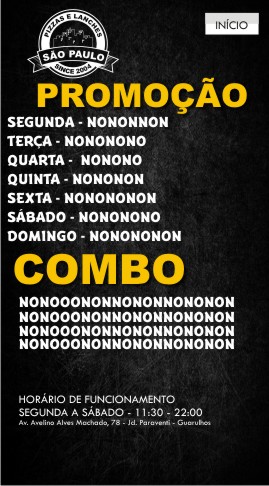 PIZZAS E LANCHES
SÃO PAULO
SINCE 2004
INÍCIO
PROMOÇÃO
SEGUNDA - NONONNON
TERÇA - NONONONO
QUARTA - NONONO
QUINTA - NONONON
SEXTA - NONONONON
SÁBADO - NONONONO
DOMINGO - NONONONON
COMBO
NONOOONONNONONNONONON
NONOOONONNONONNONONON
NONOOONONNONONNONONON
NONOOONONNONONNONONON
HORÁRIO DE FUNCIONAMENTO
SEGUNDA A SÁBADO - 11:30 - 22:00
Av. Avelino Alves Machado, 78 - Jd. Paraventi - Guarulhos